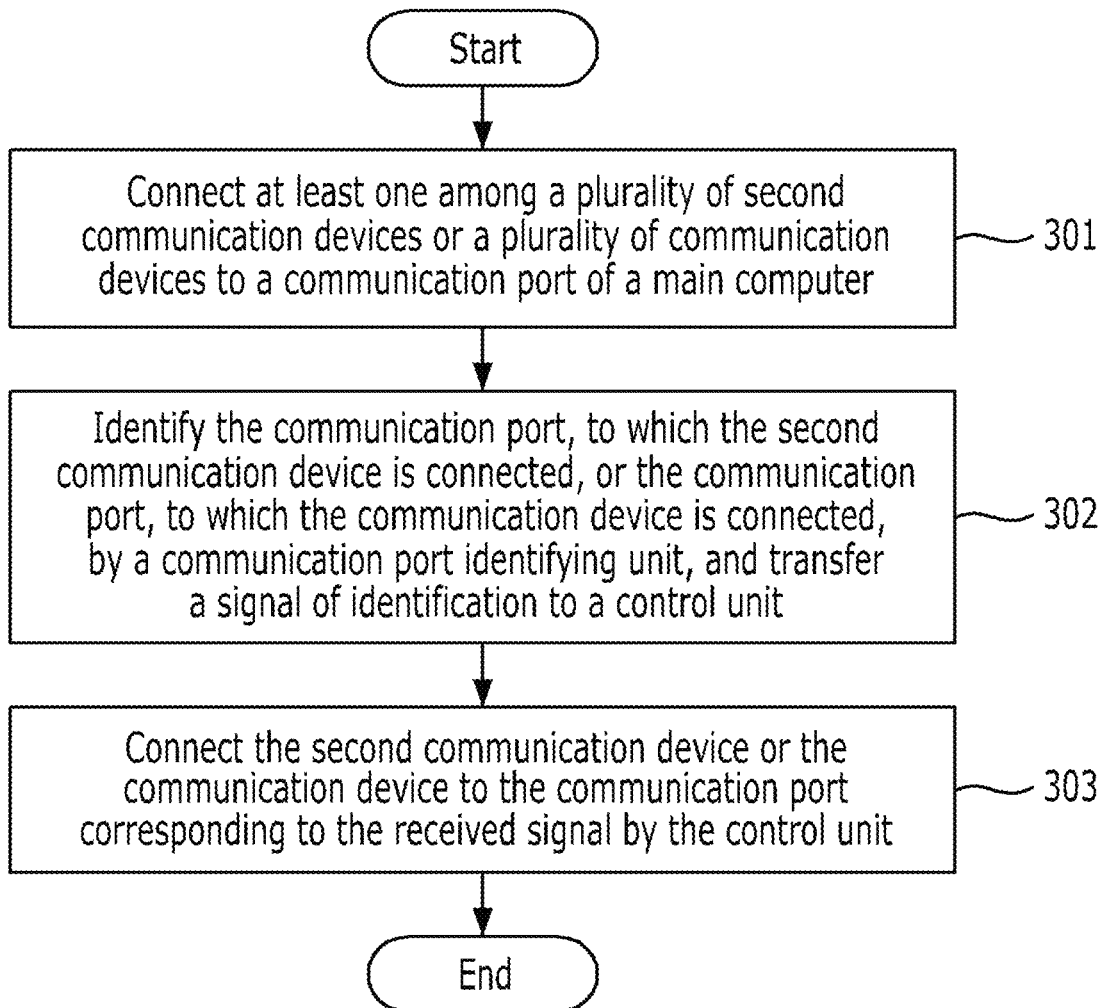 Start
Connect at least one among a plurality of second
communication devices or a plurality of communication
devices to a communication port of a main computer
301
Identify the communication port, to which the second
communication device is connected, or the communication
port, to which the communication device is connected,
by a communication port identifying unit, and transfer
a signal of identification to a control unit
302
Connect the second communication device or the
communication device to the communication port
corresponding to the received signal by the control unit
303
End